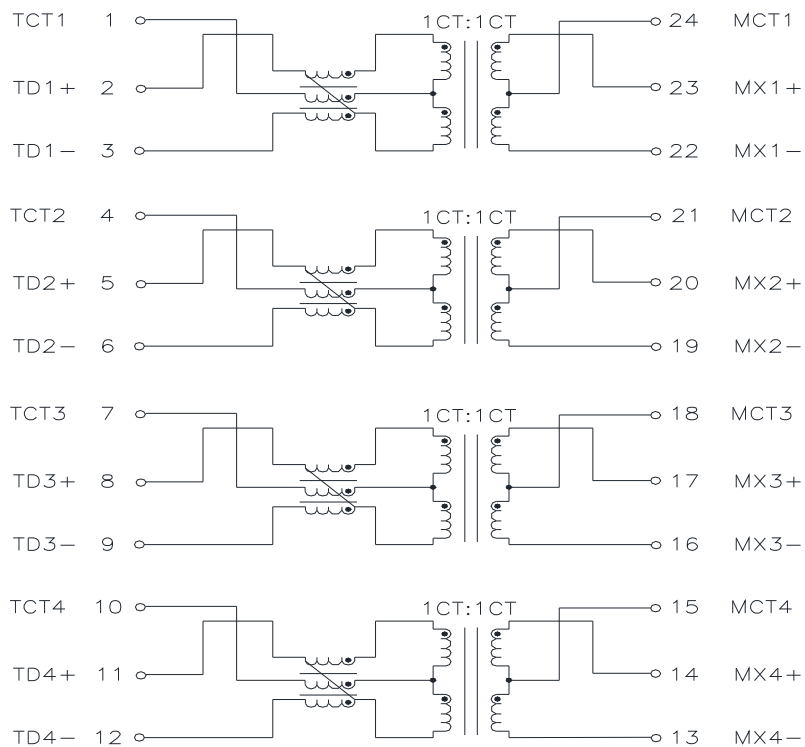 TCT1 1 1CT:1CT 24 MCT1
TD1+ 2 23 MX1+
TD1- 3 22 MX1-
TCT2 4 1CT:1CT 21 MCT2
TD2+ 5 20 MX2+
TD2- 6 19 MX2-
TCT3 7 1CT:1CT 18 MCT3
TD3+ 8 17 MX3+
TD3- 9 16 MX3-
TCT4 10 1CT:1CT 15 MCT4
TD4+ 11 14 MX4+
TD4- 12 13 MX4-